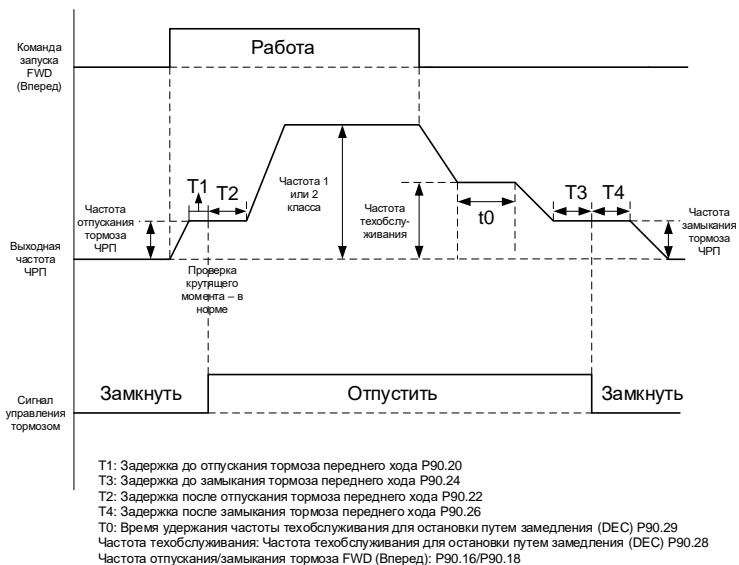 Команда
запуска
FWD
(Вперед)
Работа
T1
T2
Частота
отпускания
тормоза
ЧРП
Частота 1
или 2
класса
Частота
техобслу-
живания
t0
T3
T4
Частота
замыкания
тормоза
ЧРП
Выходная
частота
ЧРП
Проверка
крутящего
момента – в
норме
Сигнал
управления
тормозом
Замкнуть
Отпустить
Замкнуть
T1: Задержка до отпускания тормоза переднего хода P90.20
T3: Задержка до замыкания тормоза переднего хода P90.24
T2: Задержка после отпускания тормоза переднего хода P90.22
T4: Задержка после замыкания тормоза переднего хода P90.26
T0: Время удержания частоты техобслуживания для остановки путем замедления (DEC) P90.29
Частота техобслуживания: Частота техобслуживания для остановки путем замедления (DEC) P90.28
Частота отпускания/замыкания тормоза FWD (Вперед): P90.16/P90.18